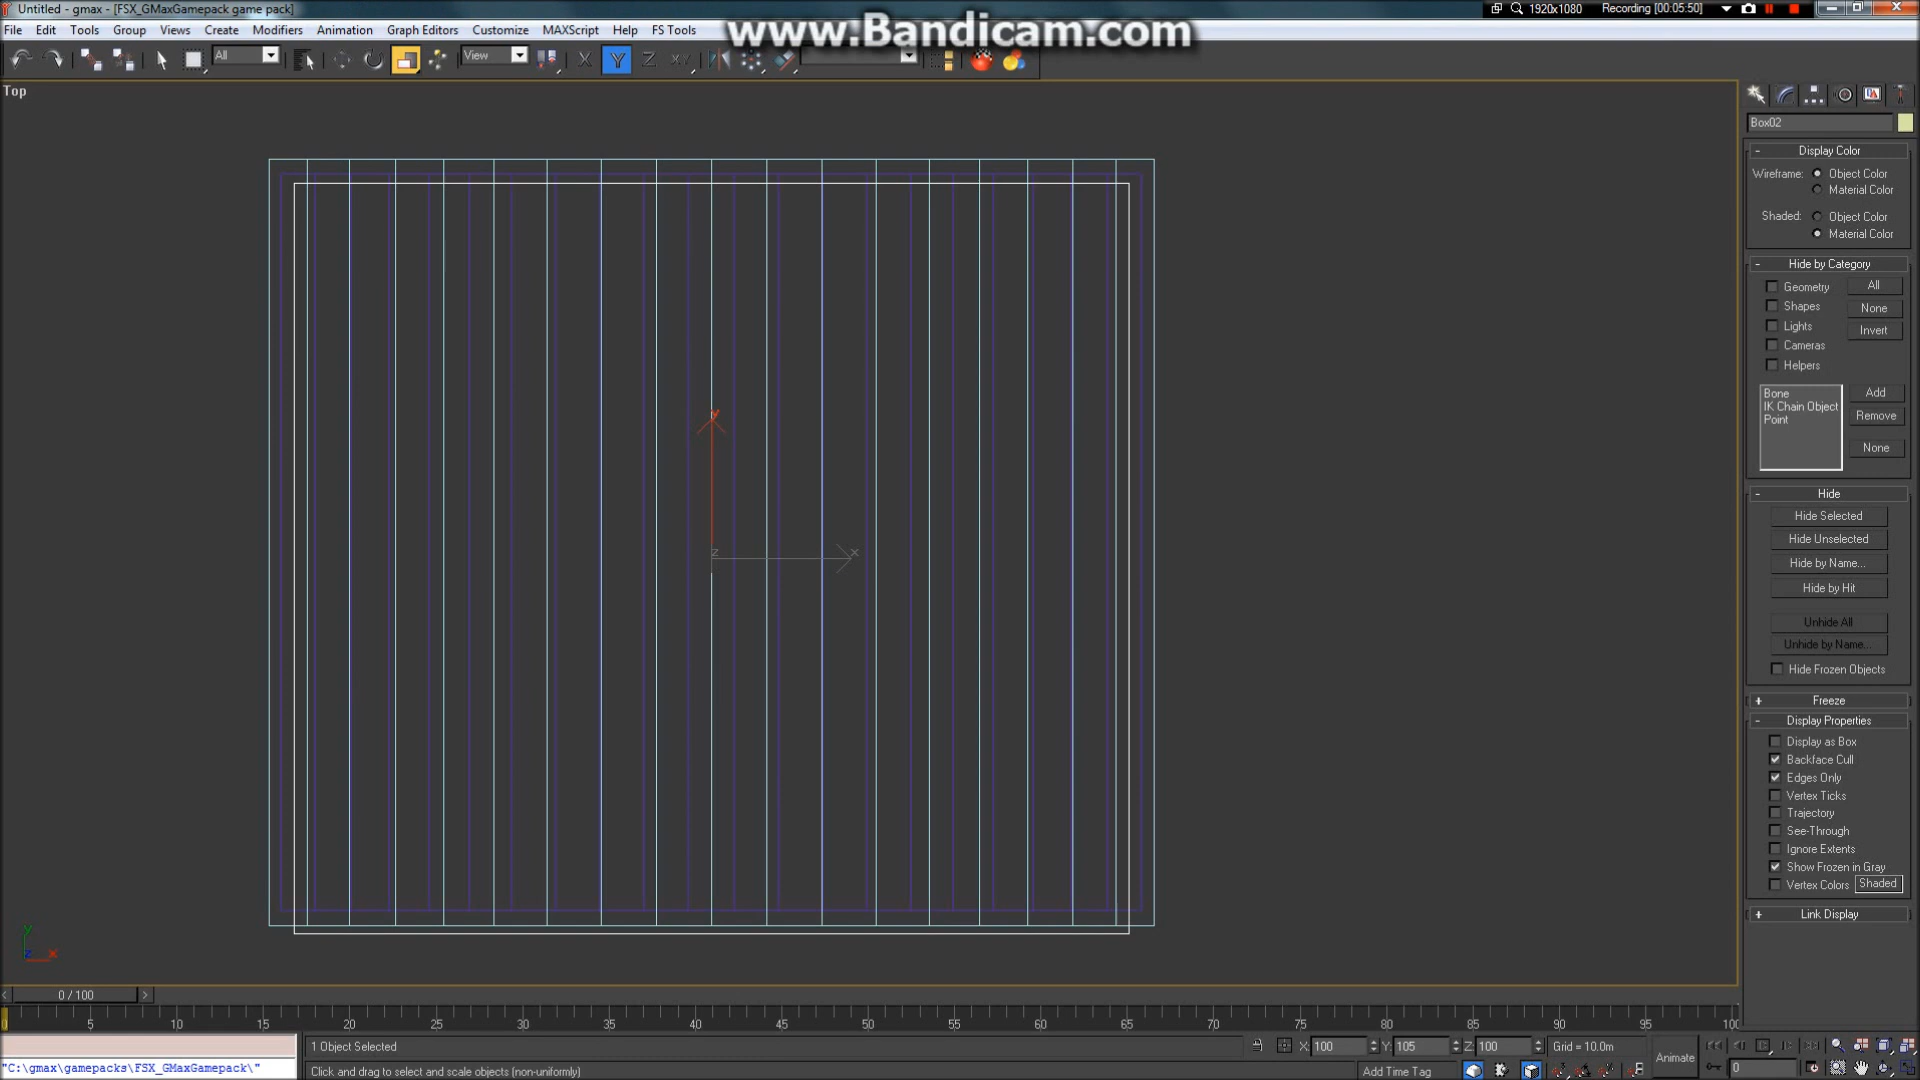 Untitled - gmax - [FSX_GMaxGamepack game pack]
1920x1080
Recording [00:05:50]
www.Bandicam.com
File Edit Tools Group Views Create Modifiers Animation Graph Editors Customize MAXScript Help FS Tools
All
View
X Y Z XY
Top
Box02
- Display Color
Wireframe: Object Color
Material Color
Shaded: Object Color
Material Color
- Hide by Category
Geometry All
Shapes None
Lights Invert
Cameras
Helpers
Bone Add
IK Chain Object
Point Remove
None
- Hide
Hide Selected
Hide Unselected
Hide by Name...
Hide by Hit
Unhide All
Unhide by Name...
Hide Frozen Objects
+ Freeze
- Display Properties
Display as Box
Backface Cull
Edges Only
Vertex Ticks
Trajectory
See-Through
Ignore Extents
Show Frozen in Gray
Vertex Colors Shaded
+ Link Display
y
z x
y
z x
0 / 100
0 5 10 15 20 25 30 35 40 45 50 55 60 65 70 75 80 85 90 95 100
1 Object Selected
X: 100 Y: 105 Z: 100 Grid = 10.0m
Animate
"C:\gmax\gamepacks\FSX_GMaxGamepack\"
Click and drag to select and scale objects (non-uniformly)
Add Time Tag
0